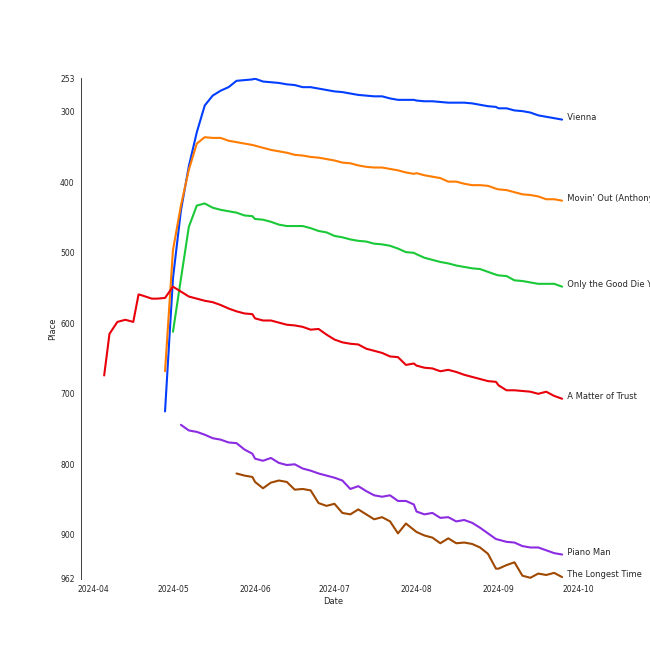 253
300
400
500
600
700
800
900
962
Place
2024-04
2024-05
2024-06
2024-07
2024-08
2024-09
2024-10
Date
Vienna
Movin' Out (Anthony
Only the Good Die Y
A Matter of Trust
Piano Man
The Longest Time